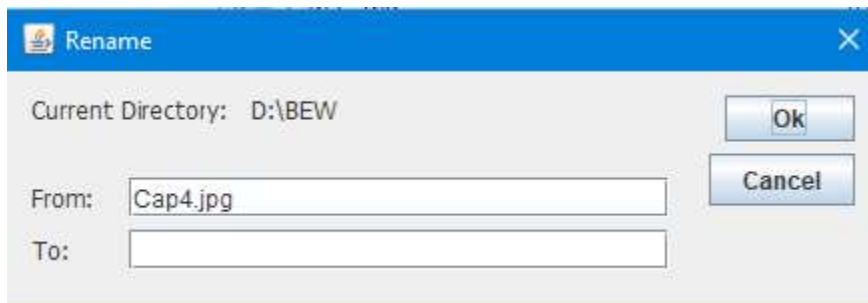 Rename
Current Directory: D:\BEW
Ok
Cancel
From: Cap4.jpg
To: